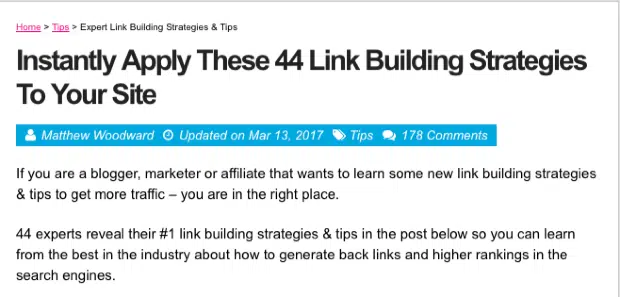 Home > Tips > Expert Link Building Strategies & Tips
Instantly Apply These 44 Link Building Strategies
To Your Site
Matthew Woodward Updated on Mar 13, 2017 Tips 178 Comments
If you are a blogger, marketer or affiliate that wants to learn some new link building strategies
& tips to get more traffic – you are in the right place.
44 experts reveal their #1 link building strategies & tips in the post below so you can learn
from the best in the industry about how to generate back links and higher rankings in the
search engines.